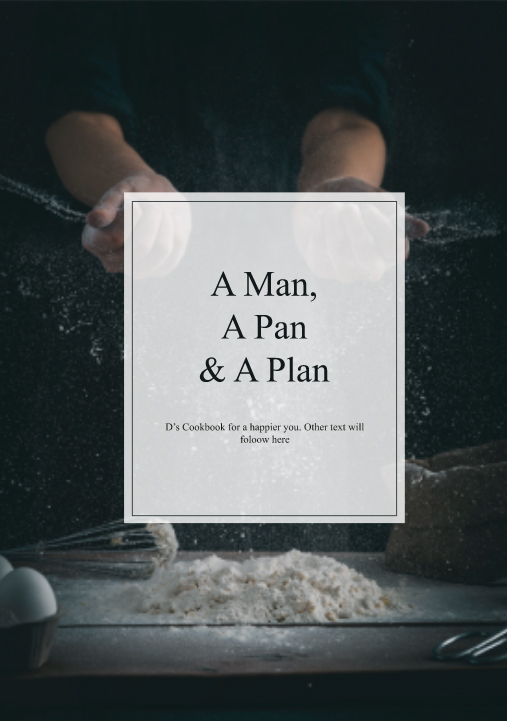 A Man,
A Pan
& A Plan
D's Cookbook for a happier you. Other text will
foloow here